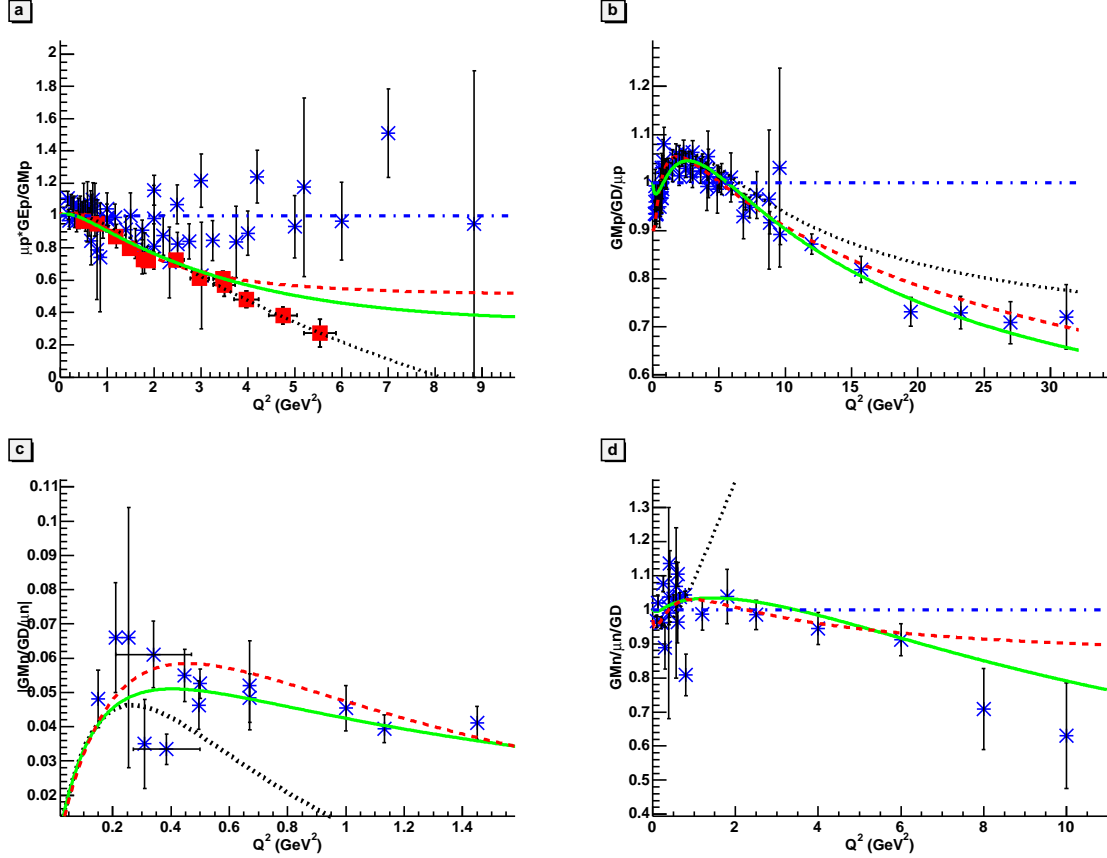 a
μp*GEp/GMp
2
1.8
1.6
1.4
1.2
1
0.8
0.6
0.4
0.2
0
0 1 2 3 4 5 6 7 8 9
Q² (GeV²)
b
GMp/GD/μp
1.2
1.1
1.0
0.9
0.8
0.7
0.6
0 5 10 15 20 25 30
Q² (GeV²)
c
|GMn/GD/μn|
0.11
0.10
0.09
0.08
0.07
0.06
0.05
0.04
0.03
0.02
0.2 0.4 0.6 0.8 1 1.2 1.4
Q² (GeV²)
d
GMn/μn/GD
1.3
1.2
1.1
1.0
0.9
0.8
0.7
0.6
0.5
0.4
0 2 4 6 8 10
Q² (GeV²)